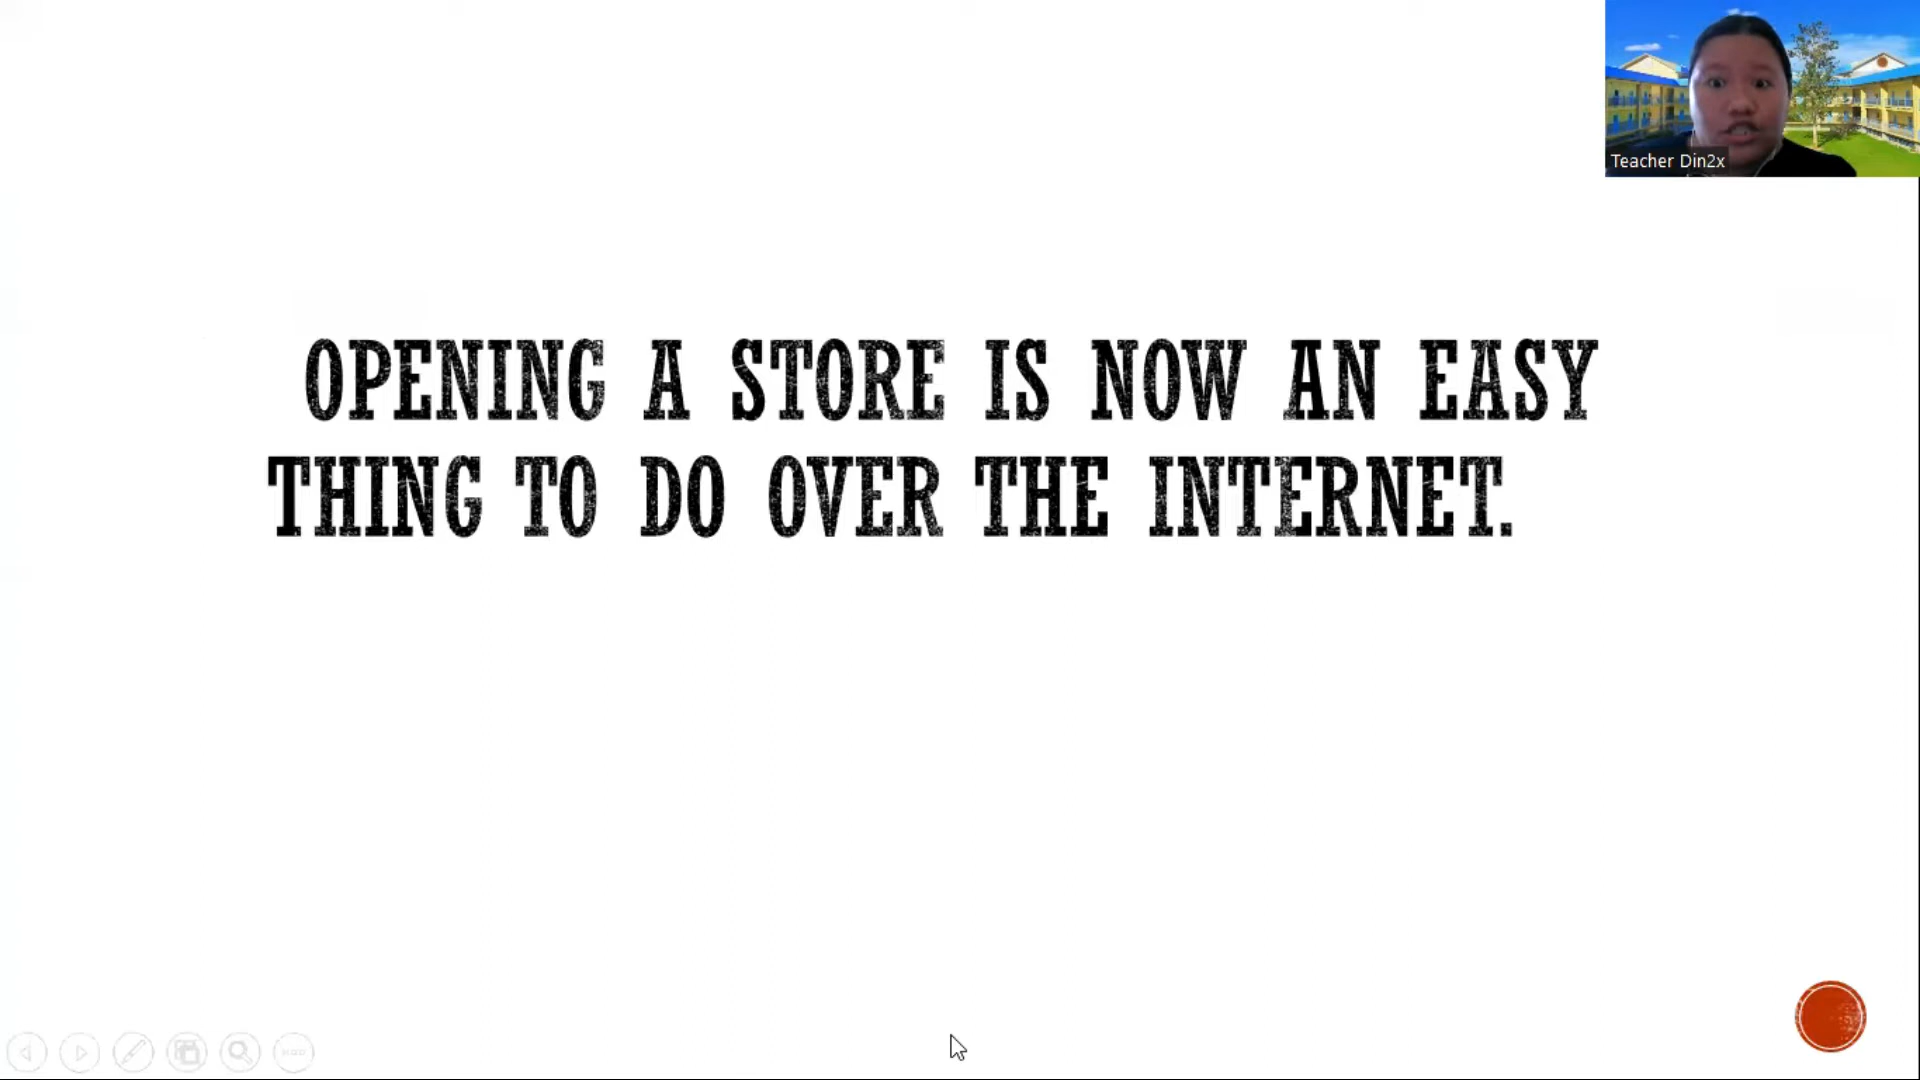 Teacher Din2x
OPENING A STORE IS NOW AN EASY
THING TO DO OVER THE INTERNET.